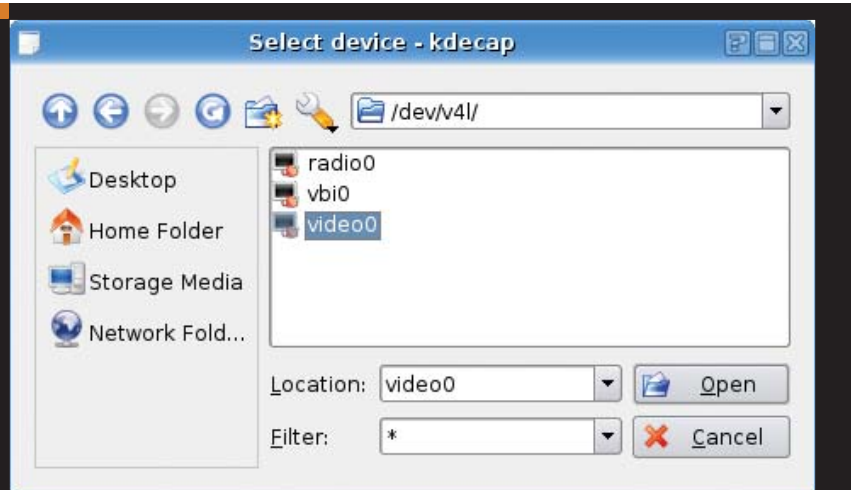 Select device - kdecap
/dev/v4l/
Desktop
Home Folder
Storage Media
Network Fold...
radio0
vbi0
video0
Location: video0
Open
Filter: *
Cancel